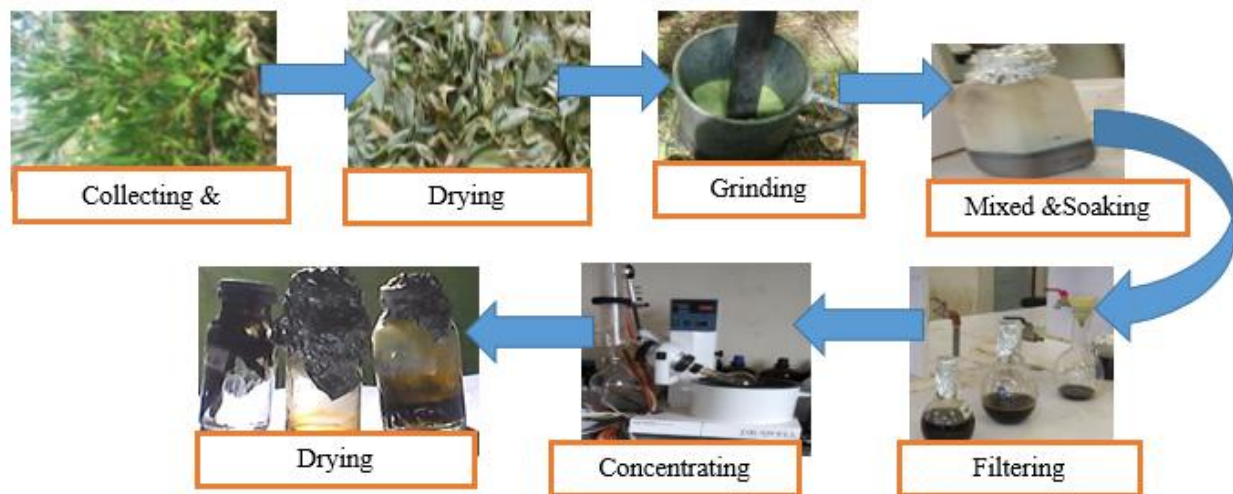 Collecting &
Drying
Grinding
Mixed &Soaking
Filtering
Concentrating
Drying